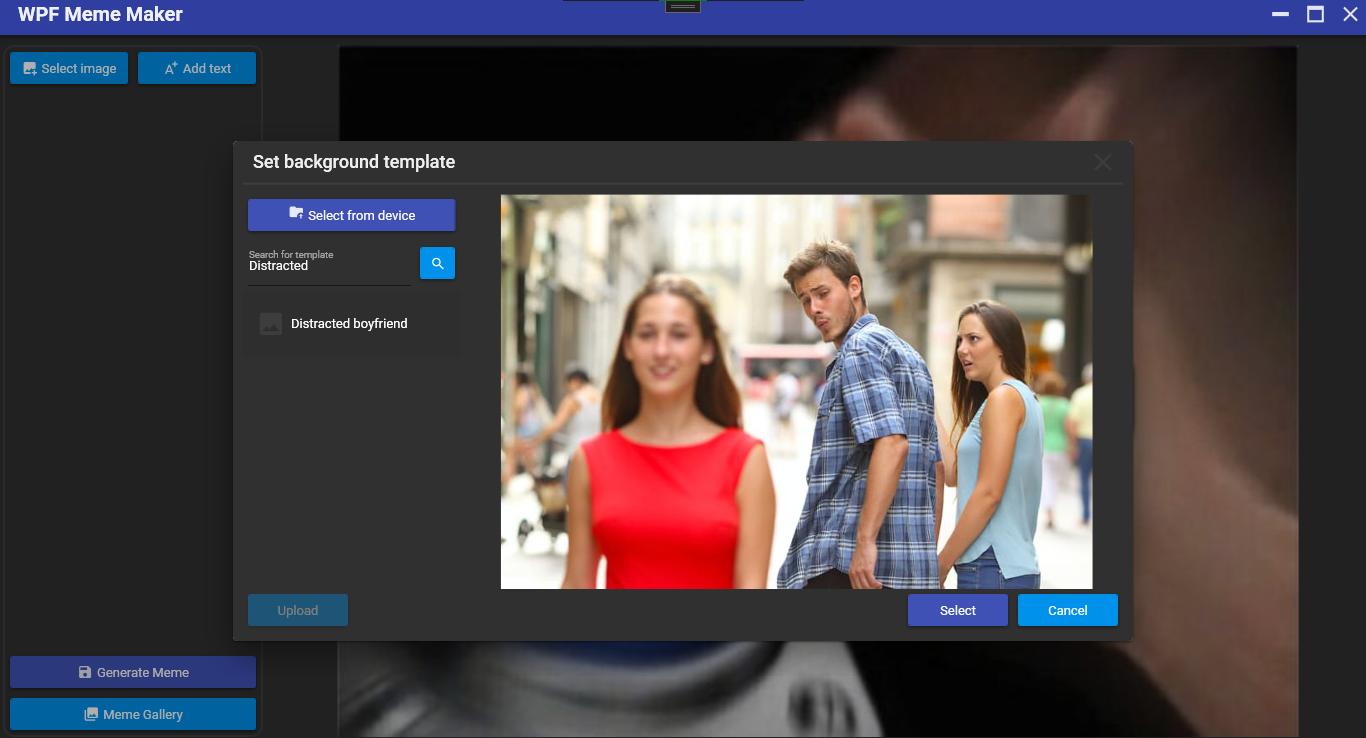 WPF Meme Maker
Select image
Add text
Set background template
Select from device
Search for template
Distracted
Distracted boyfriend
Upload
Select
Cancel
Generate Meme
Meme Gallery